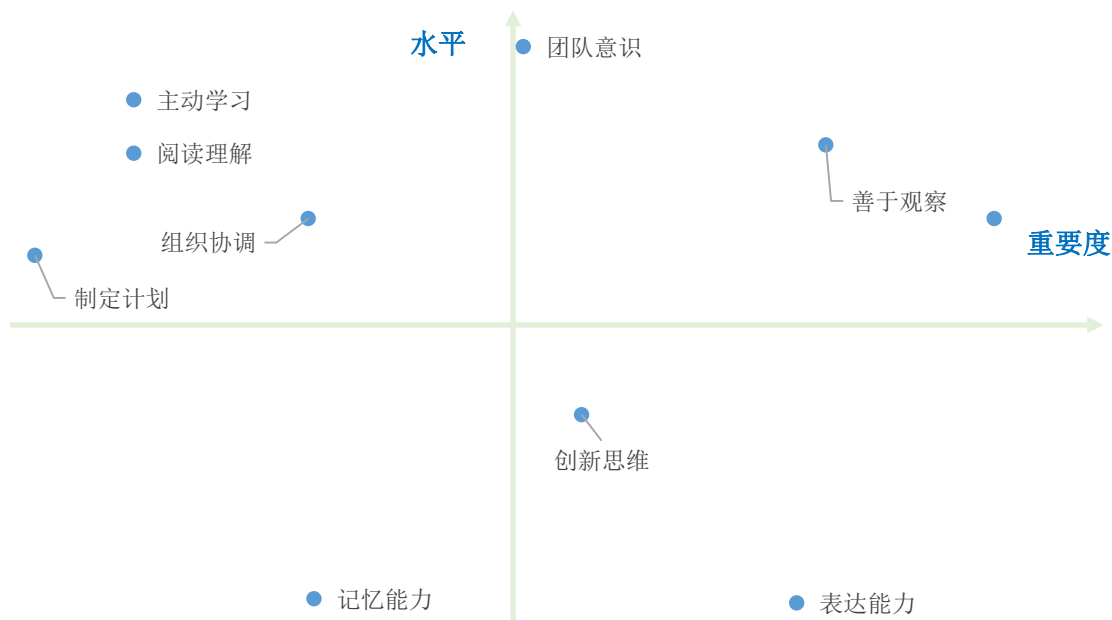 水平
团队意识
主动学习
阅读理解
善于观察
组织协调
重要度
制定计划
创新思维
记忆能力
表达能力